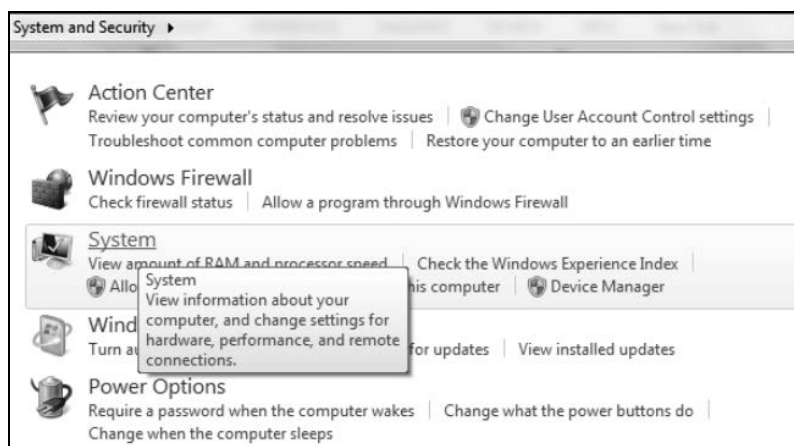 System and Security
Action Center
Review your computer's status and resolve issues Change User Account Control settings
Troubleshoot common computer problems Restore your computer to an earlier time
Windows Firewall
Check firewall status Allow a program through Windows Firewall
System
View amount of RAM and processor speed Check the Windows Experience Index
Allo his computer Device Manager
System
View information about your
computer, and change settings for
hardware, performance, and remote
connections.
Wind
Turn au for updates View installed updates
Power Options
Require a password when the computer wakes Change what the power buttons do
Change when the computer sleeps